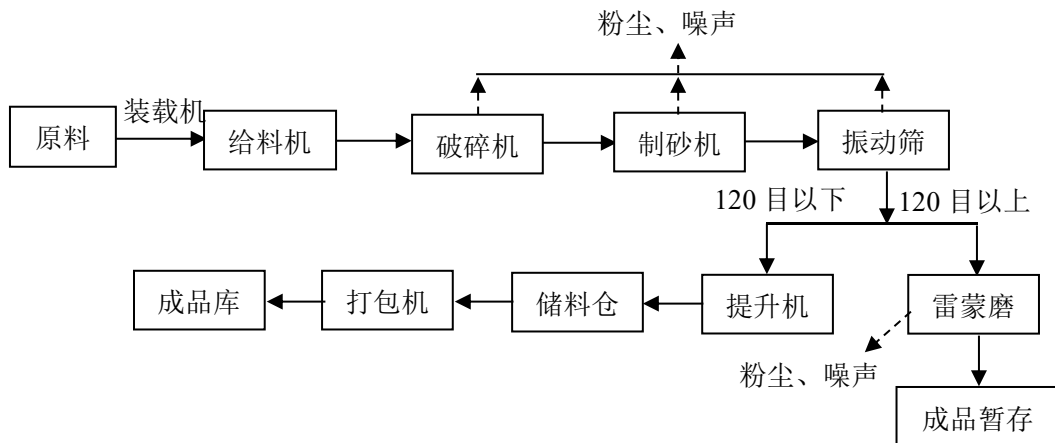 粉尘、噪声
装载机
原料
给料机
破碎机
制砂机
振动筛
120 目以下
120 目以上
成品库
打包机
储料仓
提升机
雷蒙磨
粉尘、噪声
成品暂存